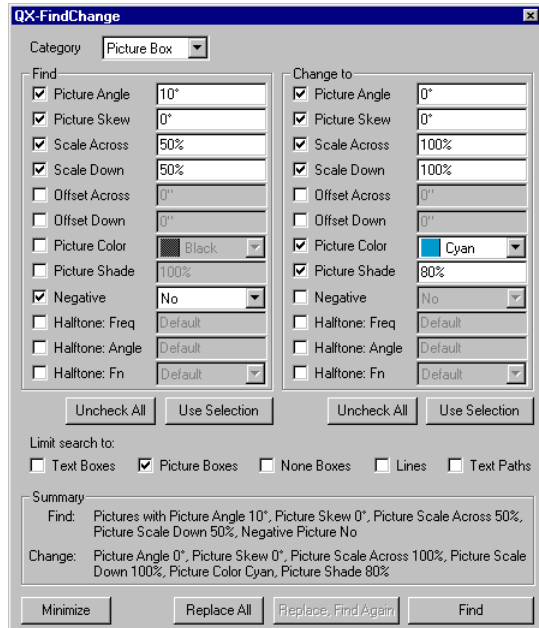 QX-FindChange
Category Picture Box
Find Change to
Picture Angle 10° Picture Angle 0°
Picture Skew 0° Picture Skew 0°
Scale Across 50% Scale Across 100%
Scale Down 50% Scale Down 100%
Offset Across 0" Offset Across 0"
Offset Down 0" Offset Down 0"
Picture Color Black Picture Color Cyan
Picture Shade 100% Picture Shade 80%
Negative No Negative No
Halftone: Freq Default Halftone: Freq Default
Halftone: Angle Default Halftone: Angle Default
Halftone: Fn Default Halftone: Fn Default
Uncheck All Use Selection Uncheck All Use Selection
Limit search to:
Text Boxes Picture Boxes None Boxes Lines Text Paths
Summary
Find: Pictures with Picture Angle 10°, Picture Skew 0°, Picture Scale Across 50%,
Picture Scale Down 50%, Negative Picture No
Change: Picture Angle 0°, Picture Skew 0°, Picture Scale Across 100%, Picture Scale
Down 100%, Picture Color Cyan, Picture Shade 80%
Minimize Replace All Replace, Find Again Find